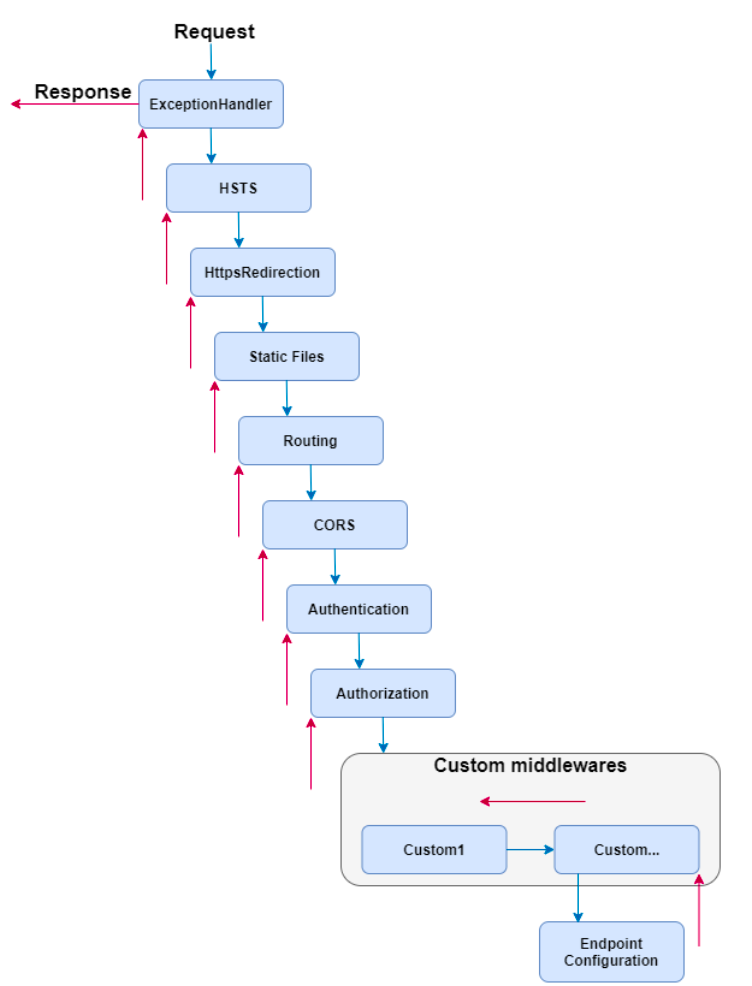 Request
Response
ExceptionHandler
HSTS
HttpsRedirection
Static Files
Routing
CORS
Authentication
Authorization
Custom middlewares
Custom1
Custom...
Endpoint
Configuration